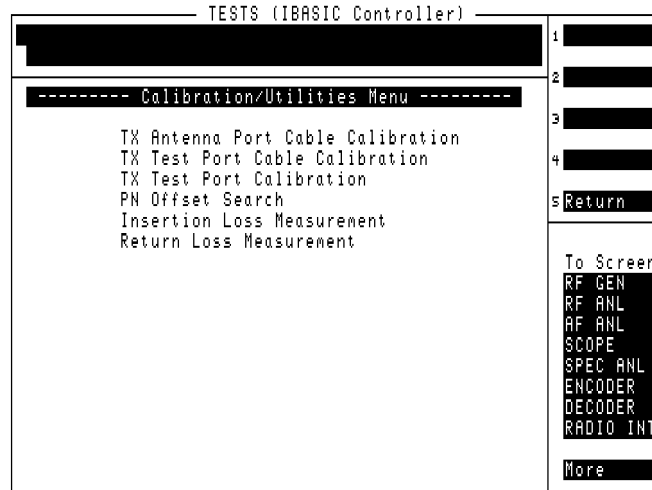 TESTS (IBASIC Controller)
--------- Calibration/Utilities Menu ---------
TX Antenna Port Cable Calibration
TX Test Port Cable Calibration
TX Test Port Calibration
PN Offset Search
Insertion Loss Measurement
Return Loss Measurement
1
2
3
4
5 Return
To Screen
RF GEN
RF ANL
AF ANL
SCOPE
SPEC ANL
ENCODER
DECODER
RADIO INT
More